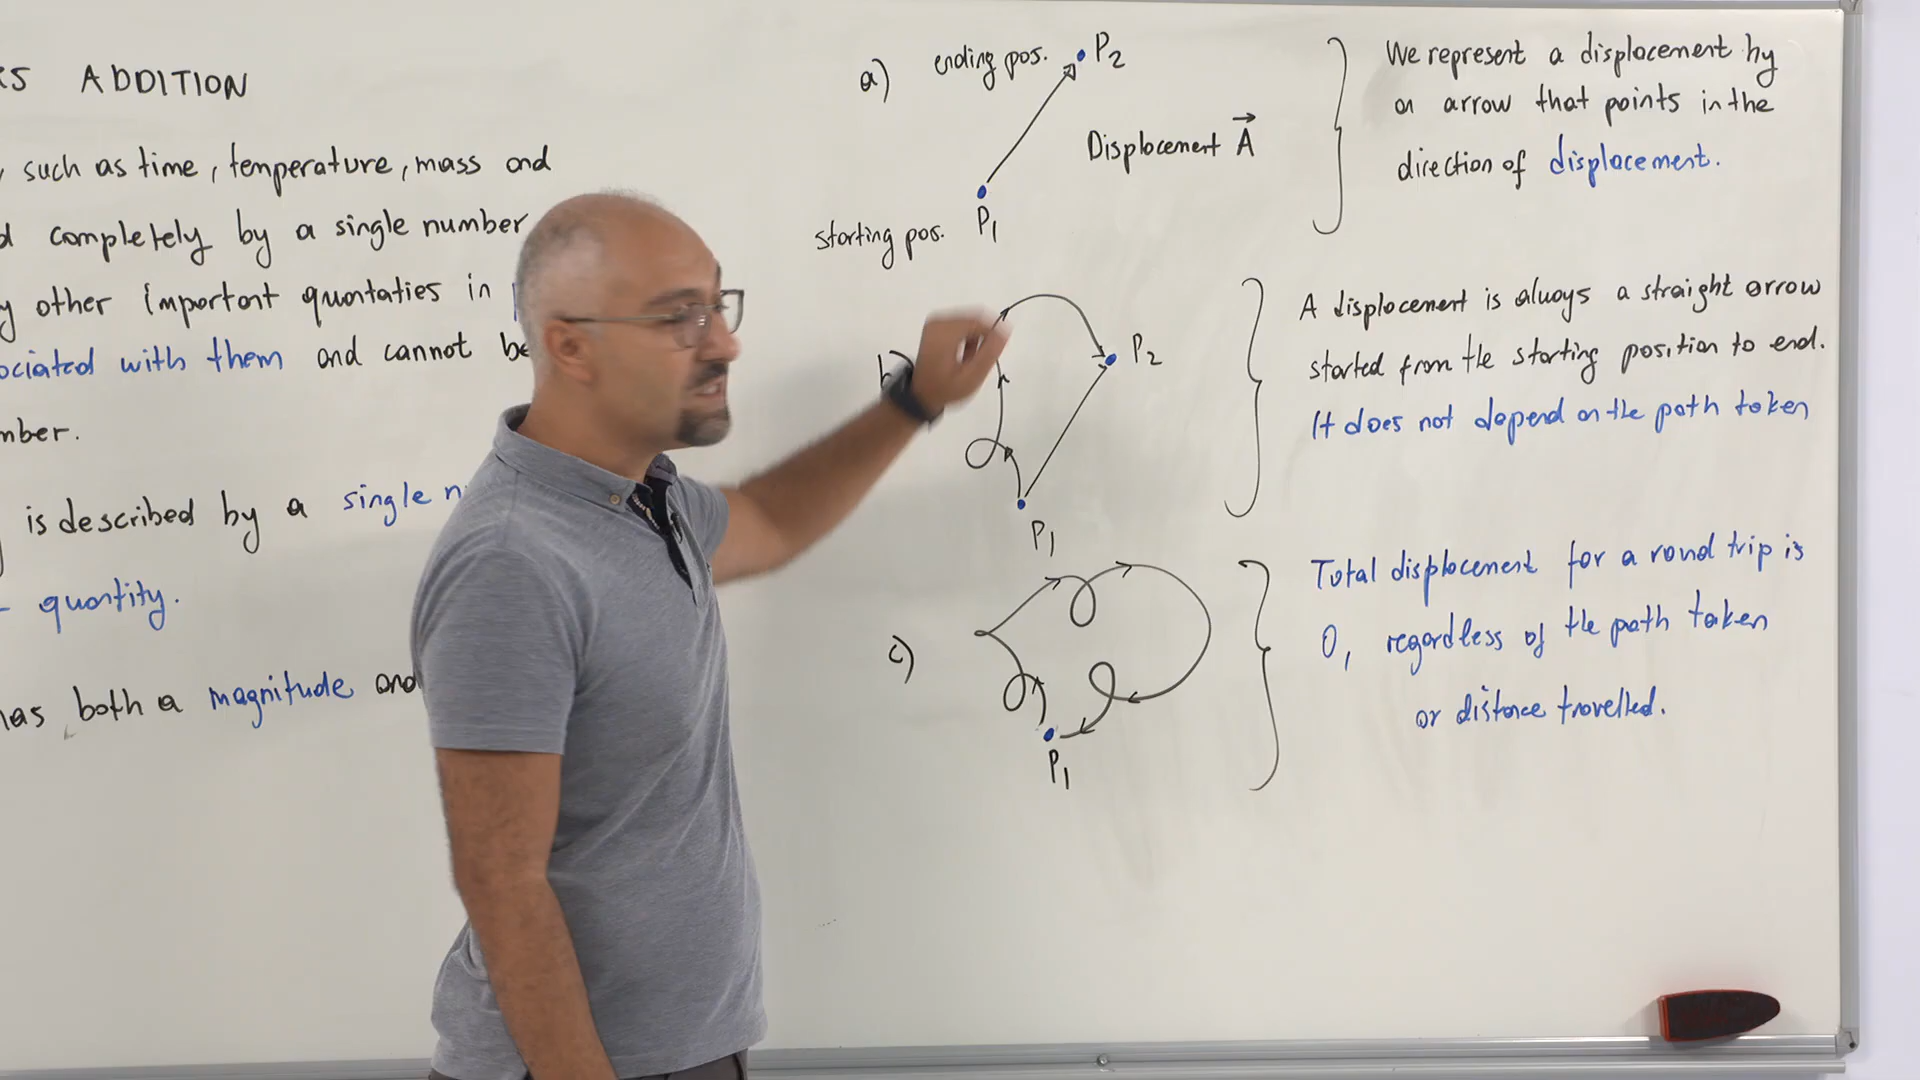 ADDITION
, such as time, temperature, mass and
completely by a single number
other important quontaties in
ociated with them and cannot be
mber.
is described by a single
quantity.
has both a magnitude and
a) ending pos. P2
Displacement A
starting pos. P1
We represent a displacement by
an arrow that points in the
direction of displacement.
P2
P1
A displacement is always a straight arrow
started from the starting position to end.
It does not depend on the path taken
c)
P1
Total displacement for a round trip is
0, regardless of the path taken
or distance travelled.